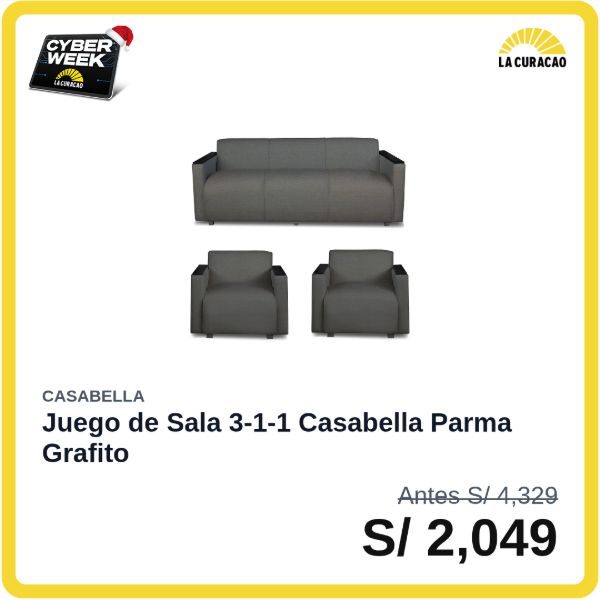 CYBER
WEEK
LA CURACAO
LA CURACAO
CASABELLA
Juego de Sala 3-1-1 Casabella Parma
Grafito
Antes S/ 4,329
S/ 2,049